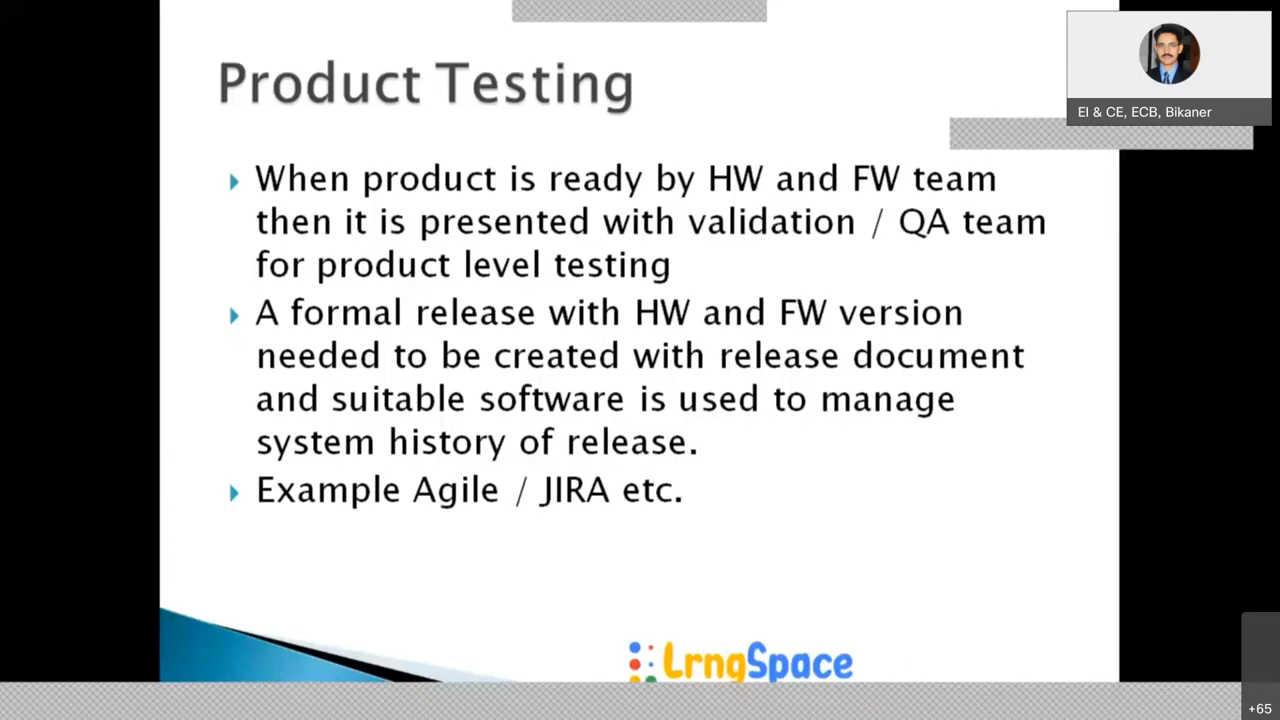 Product Testing
EI & CE, ECB, Bikaner
When product is ready by HW and FW team
then it is presented with validation / QA team
for product level testing
A formal release with HW and FW version
needed to be created with release document
and suitable software is used to manage
system history of release.
Example Agile / JIRA etc.
LrngSpace
+65